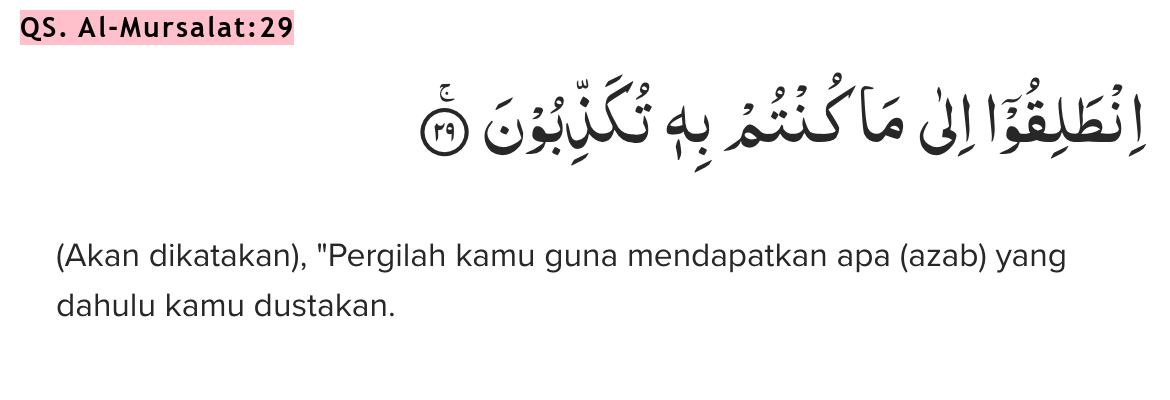 QS. Al-Mursalat:29
اِنْطَلِقُوْٓا اِلٰى مَا كُنْتُمْ بِهٖ تُكَذِّبُوْنَۚ ٢٩
(Akan dikatakan), "Pergilah kamu guna mendapatkan apa (azab) yang
dahulu kamu dustakan.